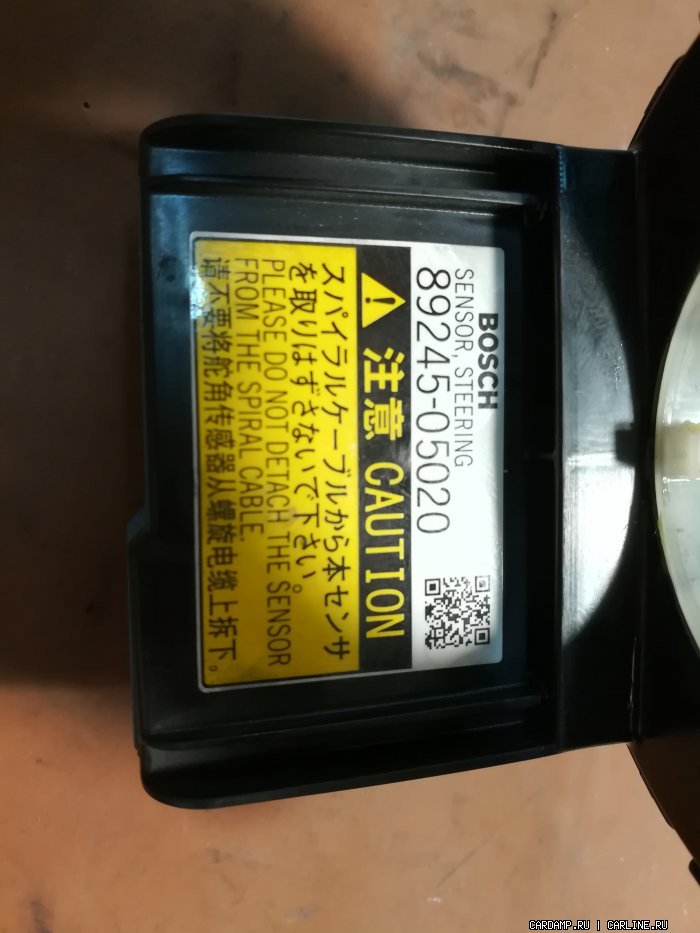 BOSCH
SENSOR, STEERING
89245-05020
注意 CAUTION
スパイラルケーブルから本センサ
を取りはずさないで下さい。
PLEASE DO NOT DETACH THE SENSOR
FROM THE SPIRAL CABLE.
请不要将舵角传感器从螺旋电缆上拆下。
CARDAMP.RU | CARLINE.RU